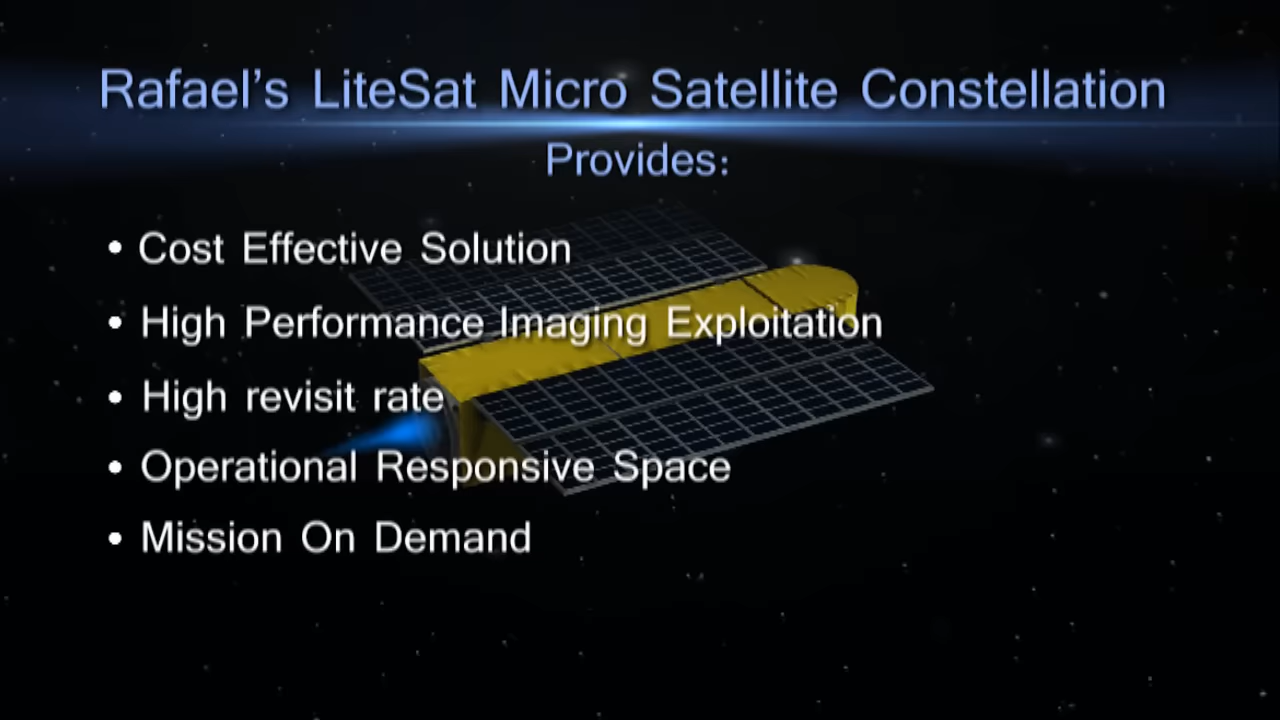 Rafael’s LiteSat Micro Satellite Constellation
Provides:
• Cost Effective Solution
• High Performance Imaging Exploitation
• High revisit rate
• Operational Responsive Space
• Mission On Demand